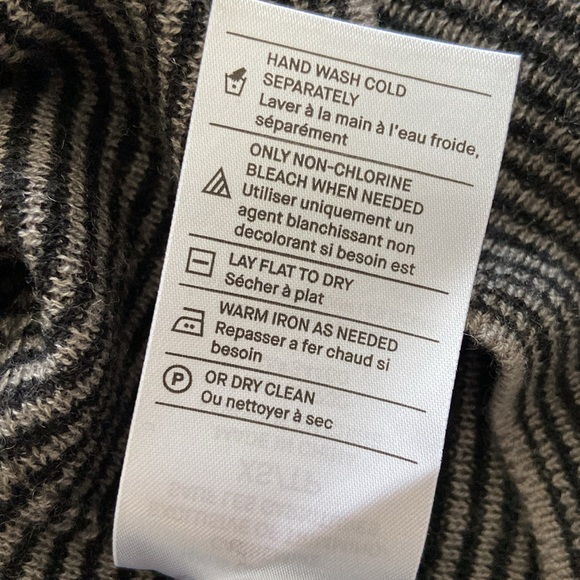 HAND WASH COLD
SEPARATELY
Laver à la main à l'eau froide,
séparément
ONLY NON-CHLORINE
BLEACH WHEN NEEDED
Utiliser uniquement un
agent blanchissant non
decolorant si besoin est
LAY FLAT TO DRY
Sécher à plat
WARM IRON AS NEEDED
Repasser a fer chaud si
besoin
P
OR DRY CLEAN
Ou nettoyer à sec
XS/TP